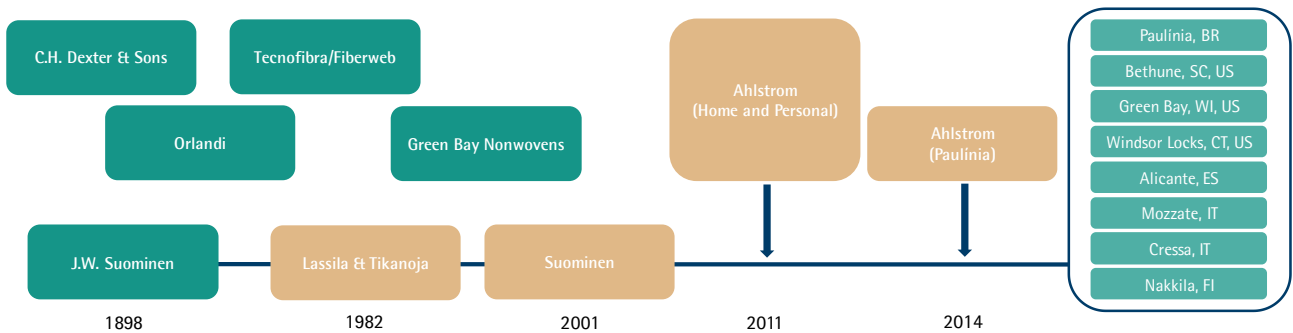 C.H. Dexter & Sons
Tecnofibra/Fiberweb
Orlandi
Green Bay Nonwovens
Ahlstrom
(Home and Personal)
Ahlstrom
(Paulinia)
J.W. Suominen
Lassila & Tikanoja
Suominen
1898
1982
2001
2011
2014
Paulínia, BR
Bethune, SC, US
Green Bay, WI, US
Windsor Locks, CT, US
Alicante, ES
Mozzate, IT
Cressa, IT
Nakkila, FI